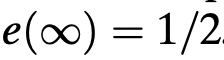 e(∞) = 1/2.